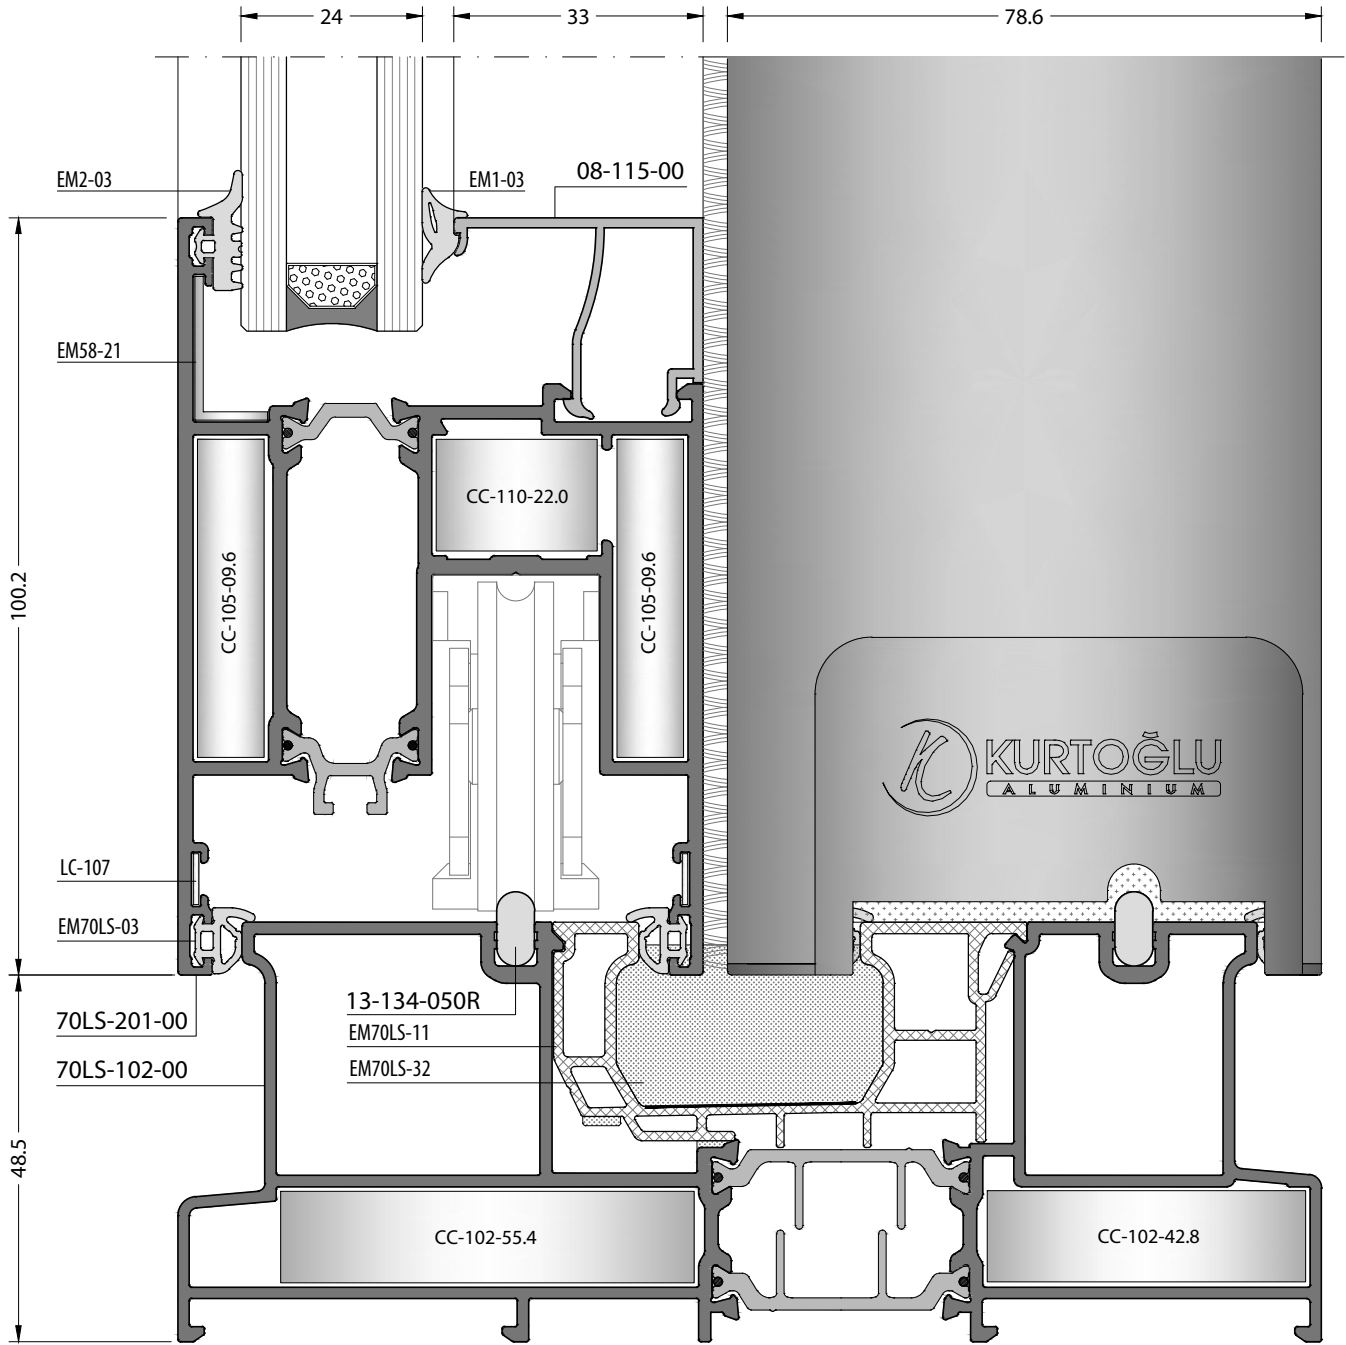 24
33
78.6
EM2-03
EM1-03
08-115-00
EM58-21
CC-110-22.0
CC-105-09.6
CC-105-09.6
100.2
KURTOĞLU
ALUMINIUM
LC-107
EM70LS-03
13-134-050R
70LS-201-00
EM70LS-11
70LS-102-00
EM70LS-32
48.5
CC-102-55.4
CC-102-42.8